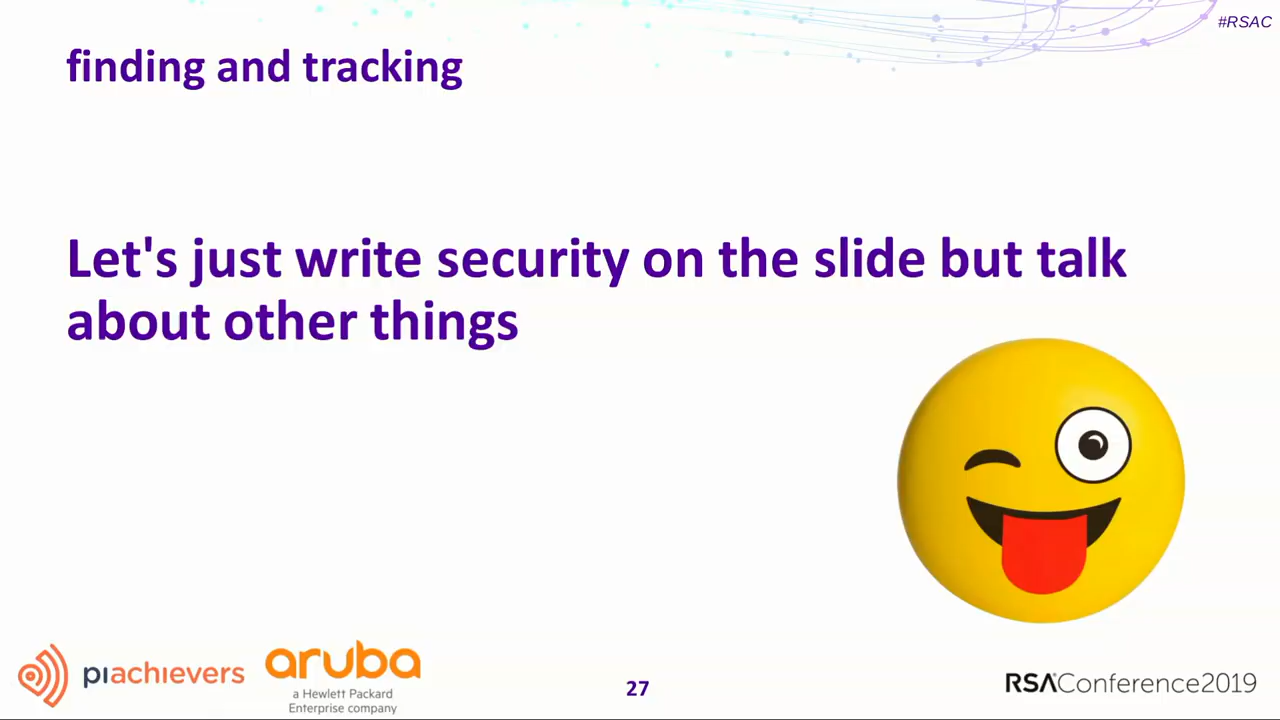 #RSAC
finding and tracking
Let's just write security on the slide but talk
about other things
piachievers
aruba
a Hewlett Packard
Enterprise company
27
RSAConference2019